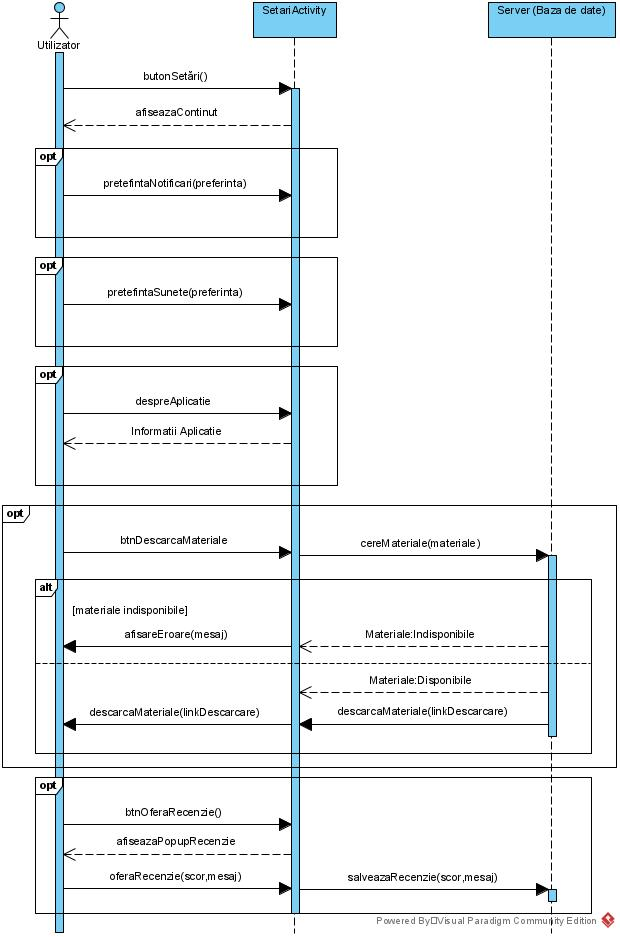 SetariActivity
Server (Baza de date)
Utilizator
butonSetări()
afiseazaContinut
opt
pretefintaNotificari(preferinta)
opt
pretefintaSunete(preferinta)
opt
despreAplicatie
Informatii Aplicatie
opt
btnDescarcaMateriale
cereMateriale(materiale)
alt
[materiale indisponibile]
afisareEroare(mesaj)
Materiale:Indisponibile
Materiale:Disponibile
descarcaMateriale(linkDescarcare)
descarcaMateriale(linkDescarcare)
opt
btnOferaRecenzie()
afiseazaPopupRecenzie
oferaRecenzie(scor,mesaj)
salveazaRecenzie(scor,mesaj)
Powered By□Visual Paradigm Community Edition